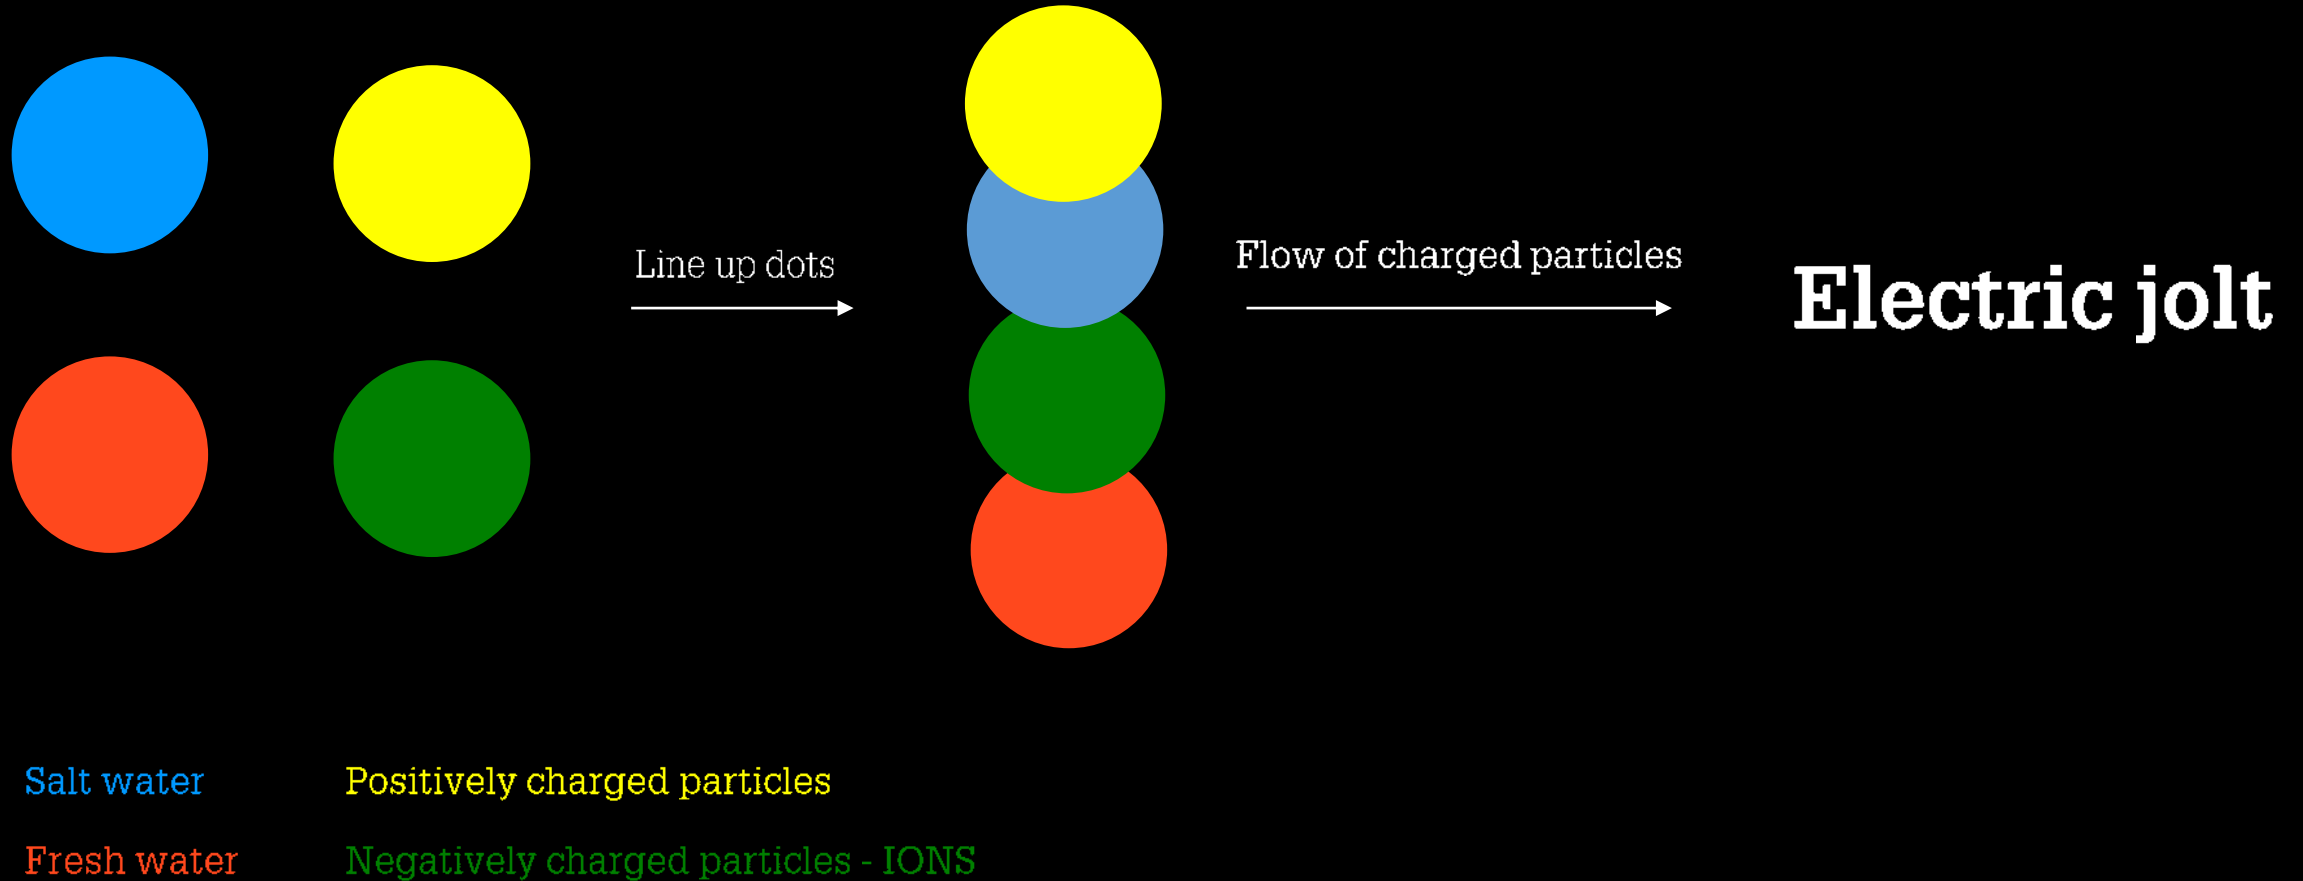 Line up dots
Flow of charged particles
Electric jolt
Salt water
Positively charged particles
Fresh water
Negatively charged particles - IONS